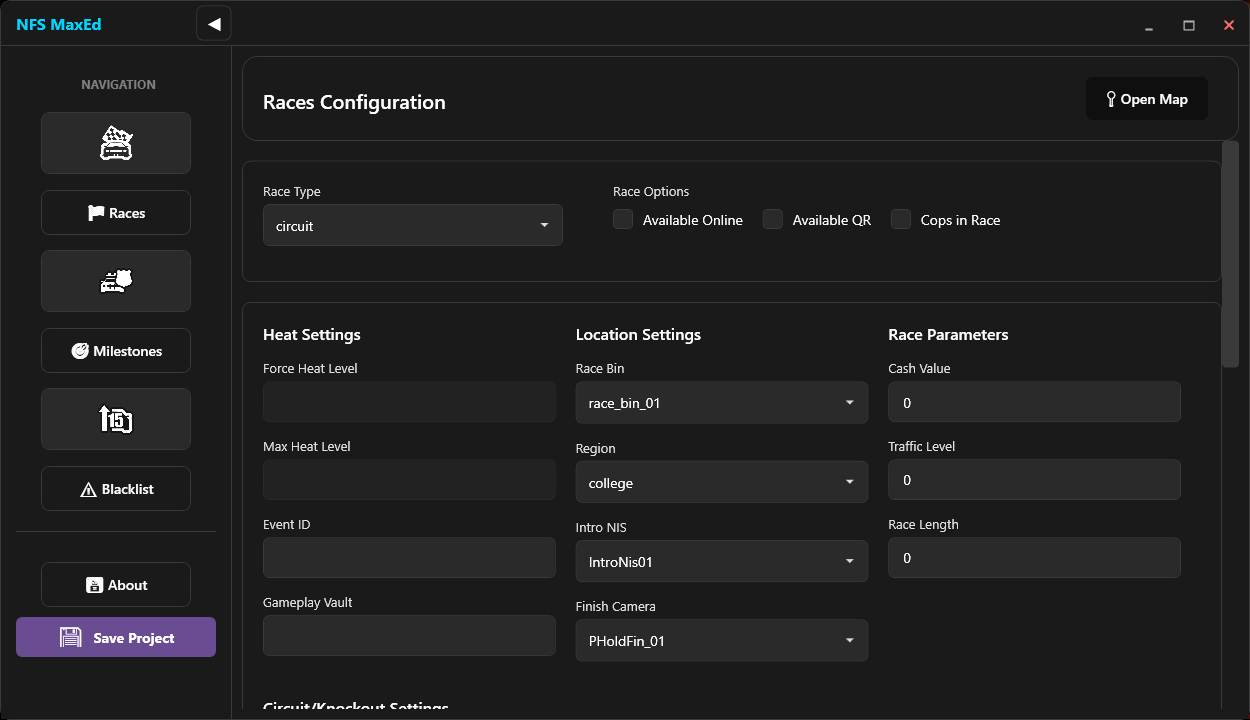 NFS MaxEd
NAVIGATION
Races
Milestones
15
Blacklist
About
Save Project
Races Configuration
Open Map
Race Type
circuit
Race Options
Available Online
Available QR
Cops in Race
Heat Settings
Force Heat Level
Max Heat Level
Event ID
Gameplay Vault
Location Settings
Race Bin
race_bin_01
Region
college
Intro NIS
IntroNis01
Finish Camera
PHoldFin_01
Race Parameters
Cash Value
0
Traffic Level
0
Race Length
0
Circuit/Knockout Settings